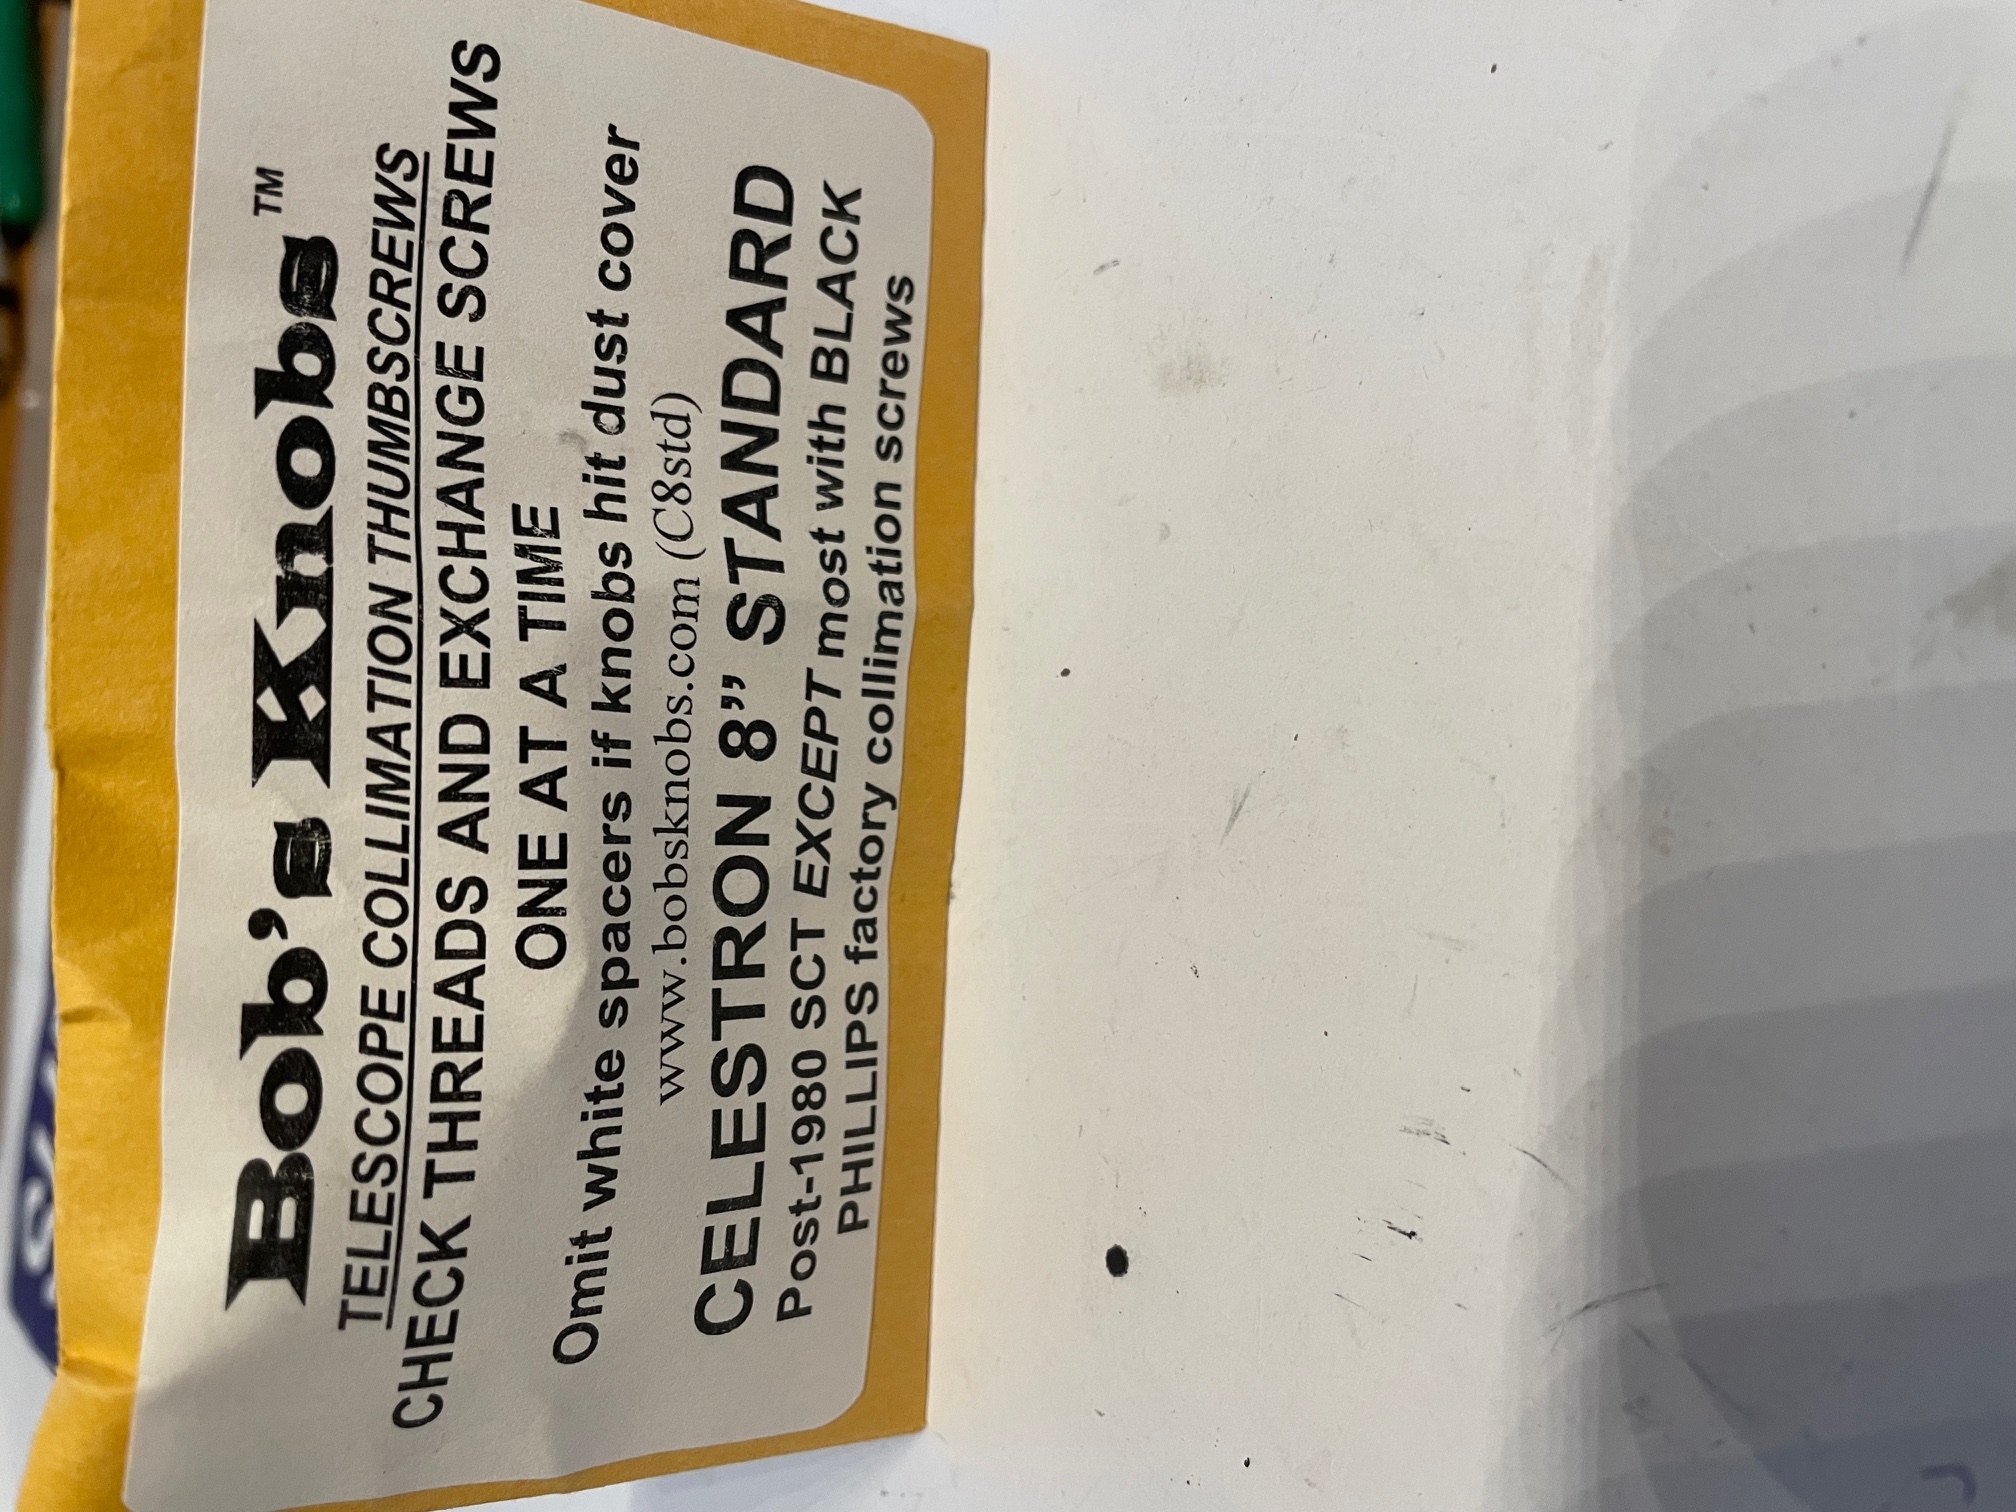 Bob's Knobs™
TELESCOPE COLLIMATION THUMBSCREWS
CHECK THREADS AND EXCHANGE SCREWS
ONE AT A TIME
Omit white spacers if knobs hit dust cover
www.bobsknobs.com (C8std)
CELESTRON 8” STANDARD
Post-1980 SCT EXCEPT most with BLACK
PHILLIPS factory collimation screws